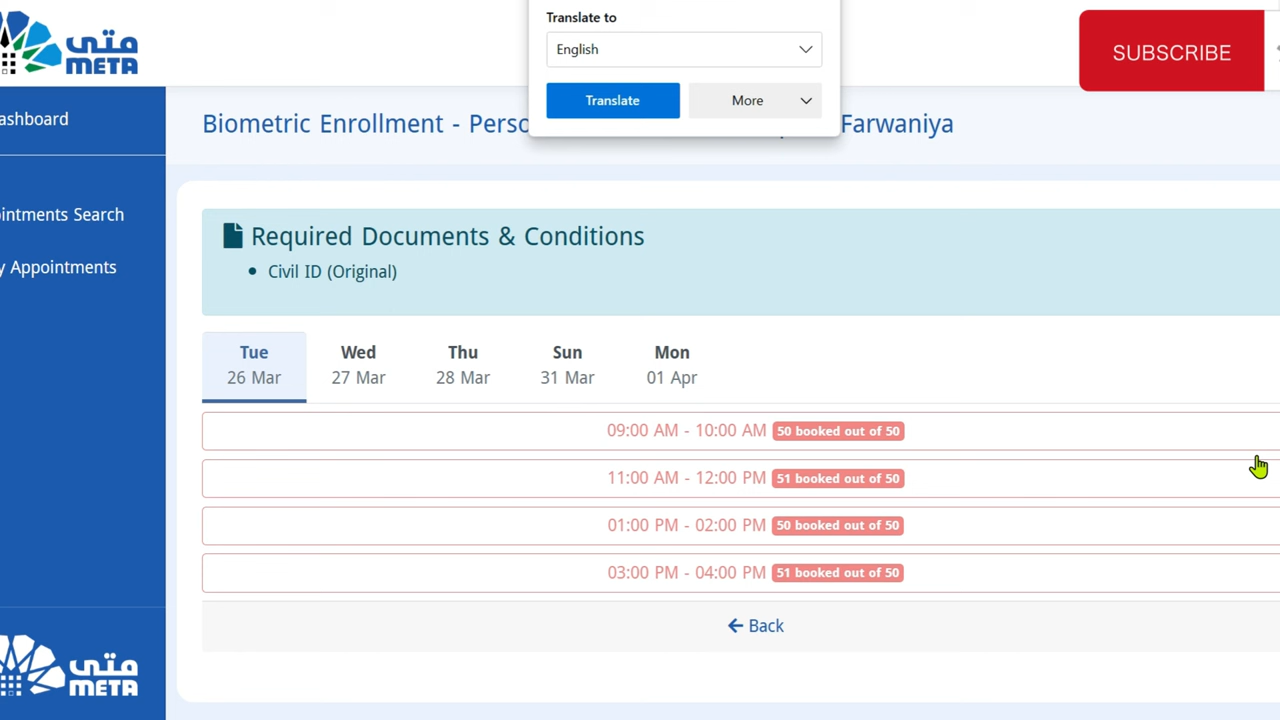 متى
META
Translate to
English
Translate
More
SUBSCRIBE
ashboard
Biometric Enrollment - Perso
Farwaniya
intments Search
y Appointments
Required Documents & Conditions
• Civil ID (Original)
Tue
26 Mar
Wed
27 Mar
Thu
28 Mar
Sun
31 Mar
Mon
01 Apr
09:00 AM - 10:00 AM 50 booked out of 50
11:00 AM - 12:00 PM 51 booked out of 50
01:00 PM - 02:00 PM 50 booked out of 50
03:00 PM - 04:00 PM 51 booked out of 50
Back
متى
META